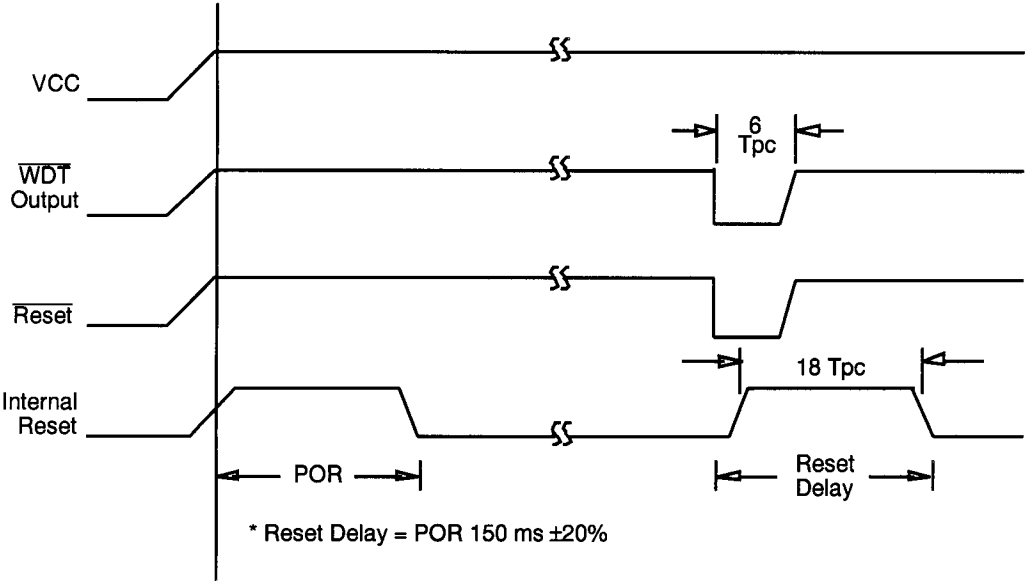 VCC
6
Tpc
WDT
Output
Reset
18 Tpc
Internal
Reset
POR
Reset
Delay
* Reset Delay = POR 150 ms ±20%